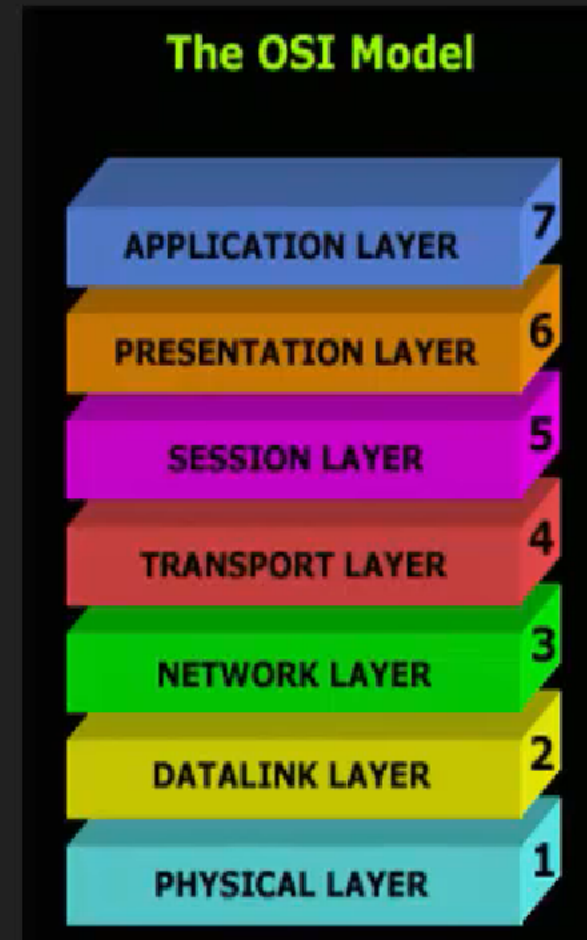 The OSI Model
APPLICATION LAYER 7
PRESENTATION LAYER 6
SESSION LAYER 5
TRANSPORT LAYER 4
NETWORK LAYER 3
DATALINK LAYER 2
PHYSICAL LAYER 1